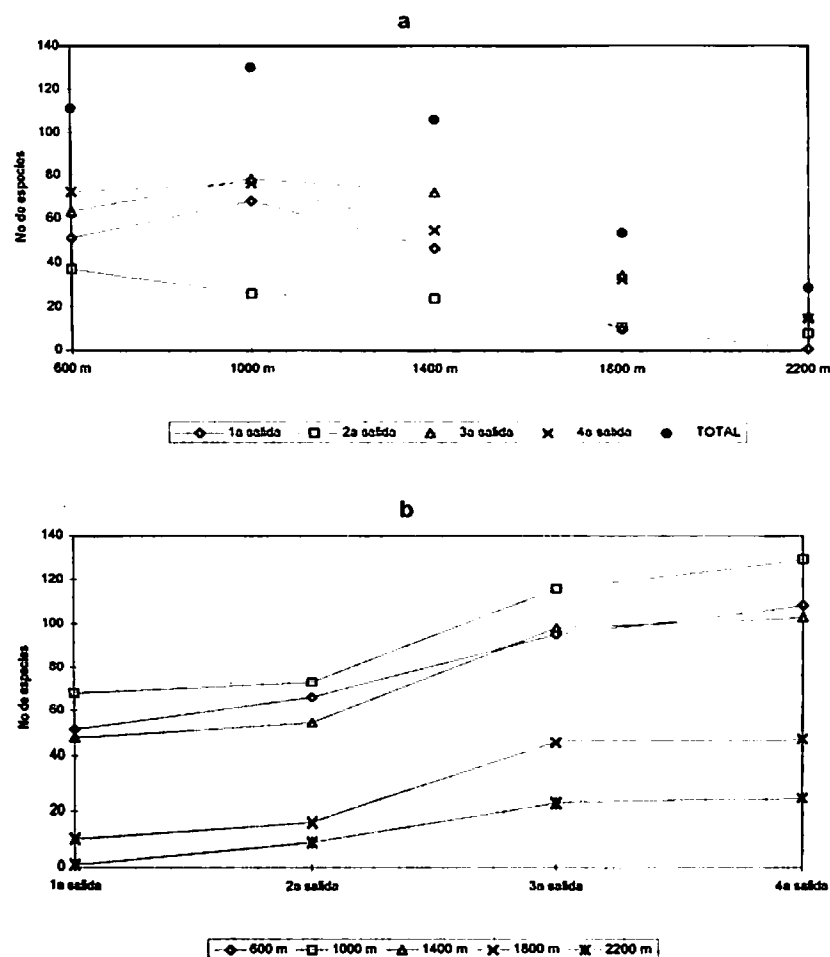 a
140
120
100
80
60
40
20
0
No de especies
600 m 1000 m 1400 m 1800 m 2200 m
1a salida 2a salida 3a salida 4a salida TOTAL
b
140
120
100
80
60
40
20
0
No de especies
1a salida 2a salida 3a salida 4a salida
600 m 1000 m 1400 m 1800 m 2200 m